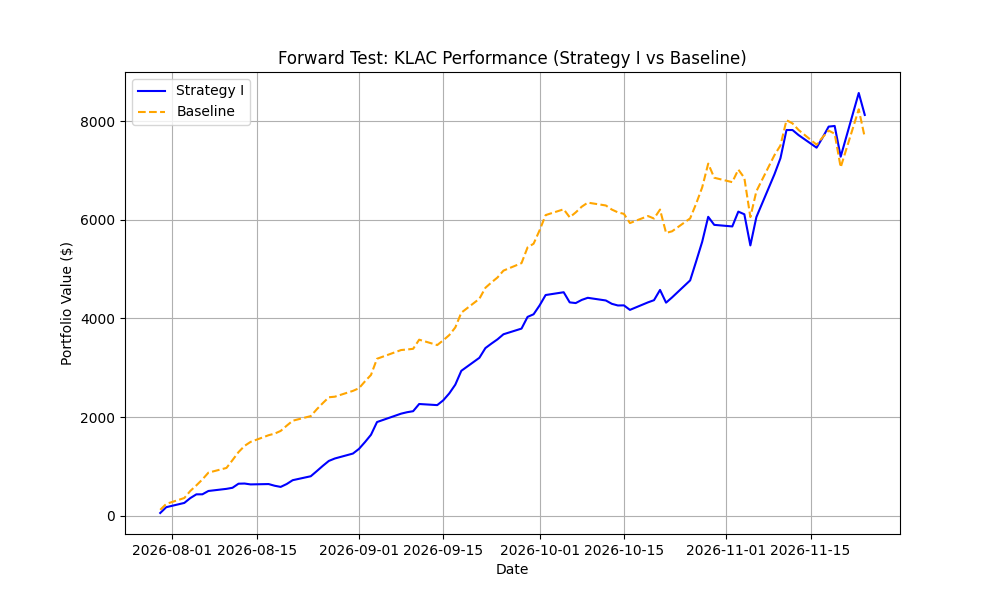 Forward Test: KLAC Performance (Strategy I vs Baseline)
Strategy I
Baseline
Portfolio Value ($)
8000
6000
4000
2000
0
2026-08-01 2026-08-15 2026-09-01 2026-09-15 2026-10-01 2026-10-15 2026-11-01 2026-11-15
Date